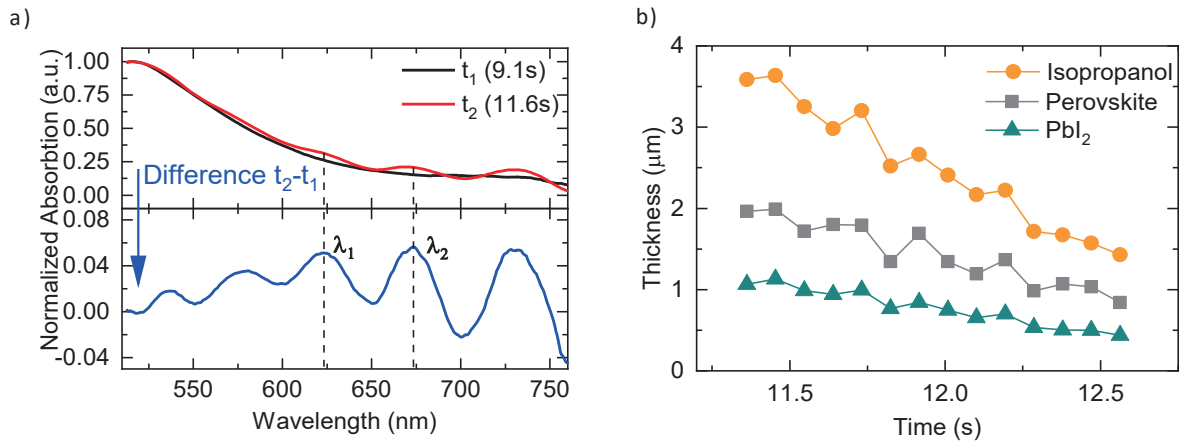 a)
Normalized Absorbtion (a.u.)
1.00
0.75
0.50
0.25
0.00
t₁ (9.1s)
t₂ (11.6s)
Difference t₂-t₁
0.08
0.04
0.00
-0.04
λ₁
λ₂
550 600 650 700 750
Wavelength (nm)
b)
Thickness (μm)
4
3
2
1
0
Isopropanol
Perovskite
PbI₂
11.5 12.0 12.5
Time (s)